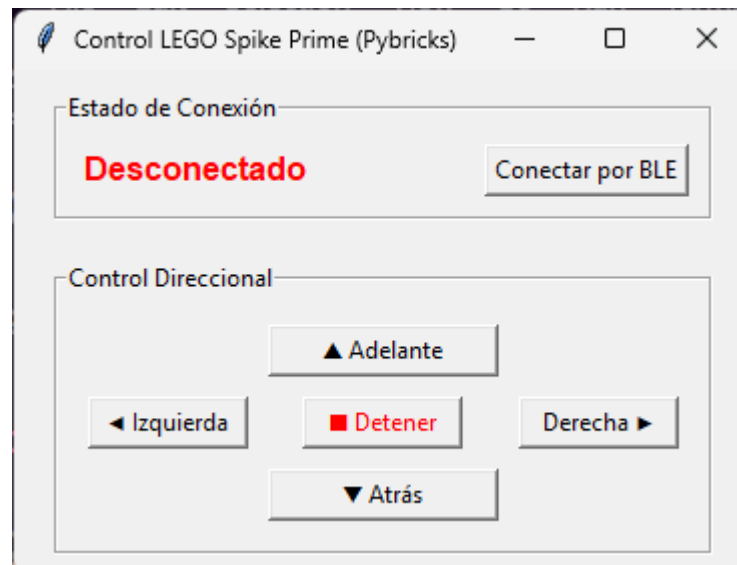 Control LEGO Spike Prime (Pybricks)
Estado de Conexión
Desconectado Conectar por BLE
Control Direccional
▲ Adelante
◄ Izquierda ■ Detener Derecha ►
▼ Atrás